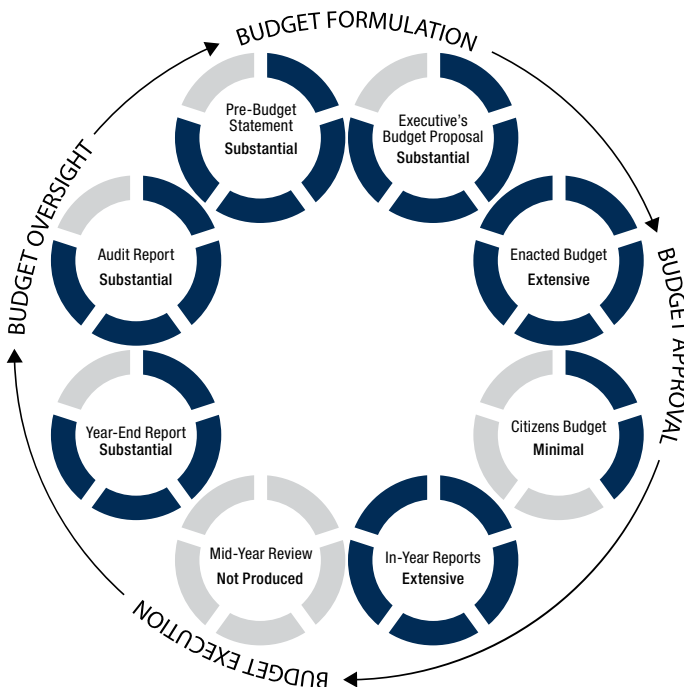 BUDGET FORMULATION
Pre-Budget
Statement
Substantial
Executive's
Budget Proposal
Substantial
Enacted Budget
Extensive
BUDGET APPROVAL
Citizens Budget
Minimal
In-Year Reports
Extensive
Mid-Year Review
Not Produced
BUDGET EXECUTION
Year-End Report
Substantial
Audit Report
Substantial
BUDGET OVERSIGHT